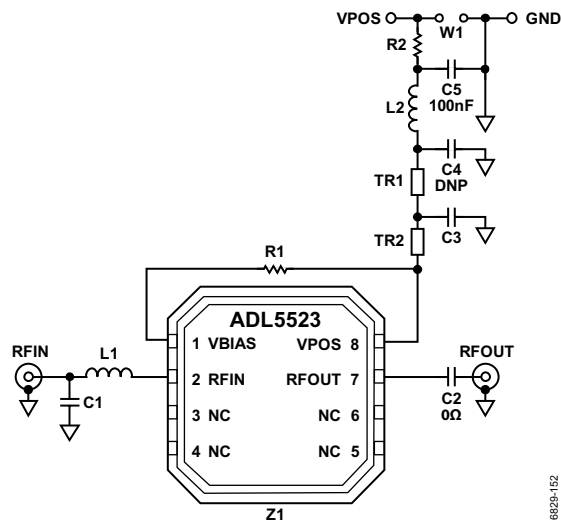 VPOS
W1
GND
R2
C5
100nF
L2
C4
DNP
TR1
C3
TR2
R1
ADL5523
1 VBIAS
VPOS 8
RFIN
L1
RFOUT
2 RFIN
RFOUT 7
C1
C2
0Ω
3 NC
NC 6
4 NC
NC 5
Z1
6829-152